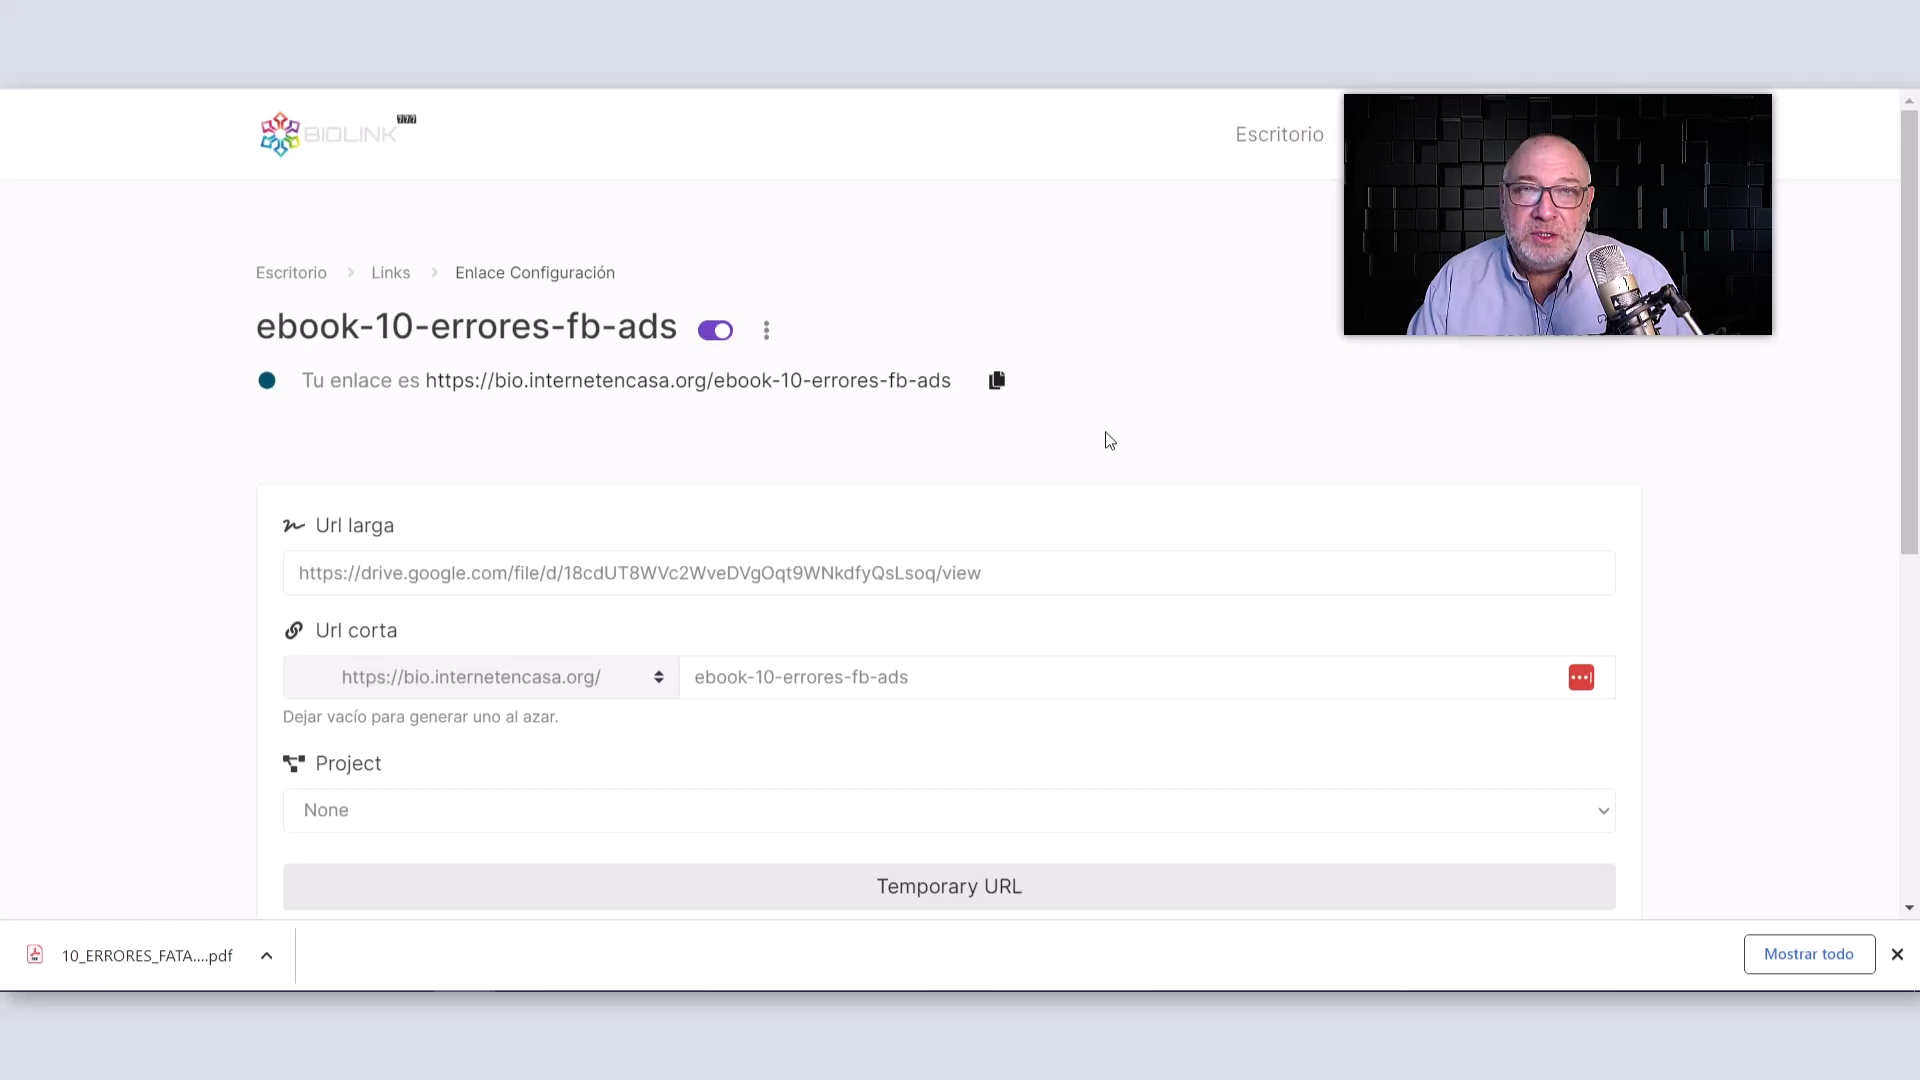 BIOLINK
777
Escritorio
Escritorio > Links > Enlace Configuración
ebook-10-errores-fb-ads
Tu enlace es https://bio.internetencasa.org/ebook-10-errores-fb-ads
Url larga
https://drive.google.com/file/d/18cdUT8WVc2WveDVgOqt9WNkdfyQsLsoq/view
Url corta
https://bio.internetencasa.org/ ebook-10-errores-fb-ads
Dejar vacío para generar uno al azar.
Project
None
Temporary URL
10_ERRORES_FATA....pdf
Mostrar todo